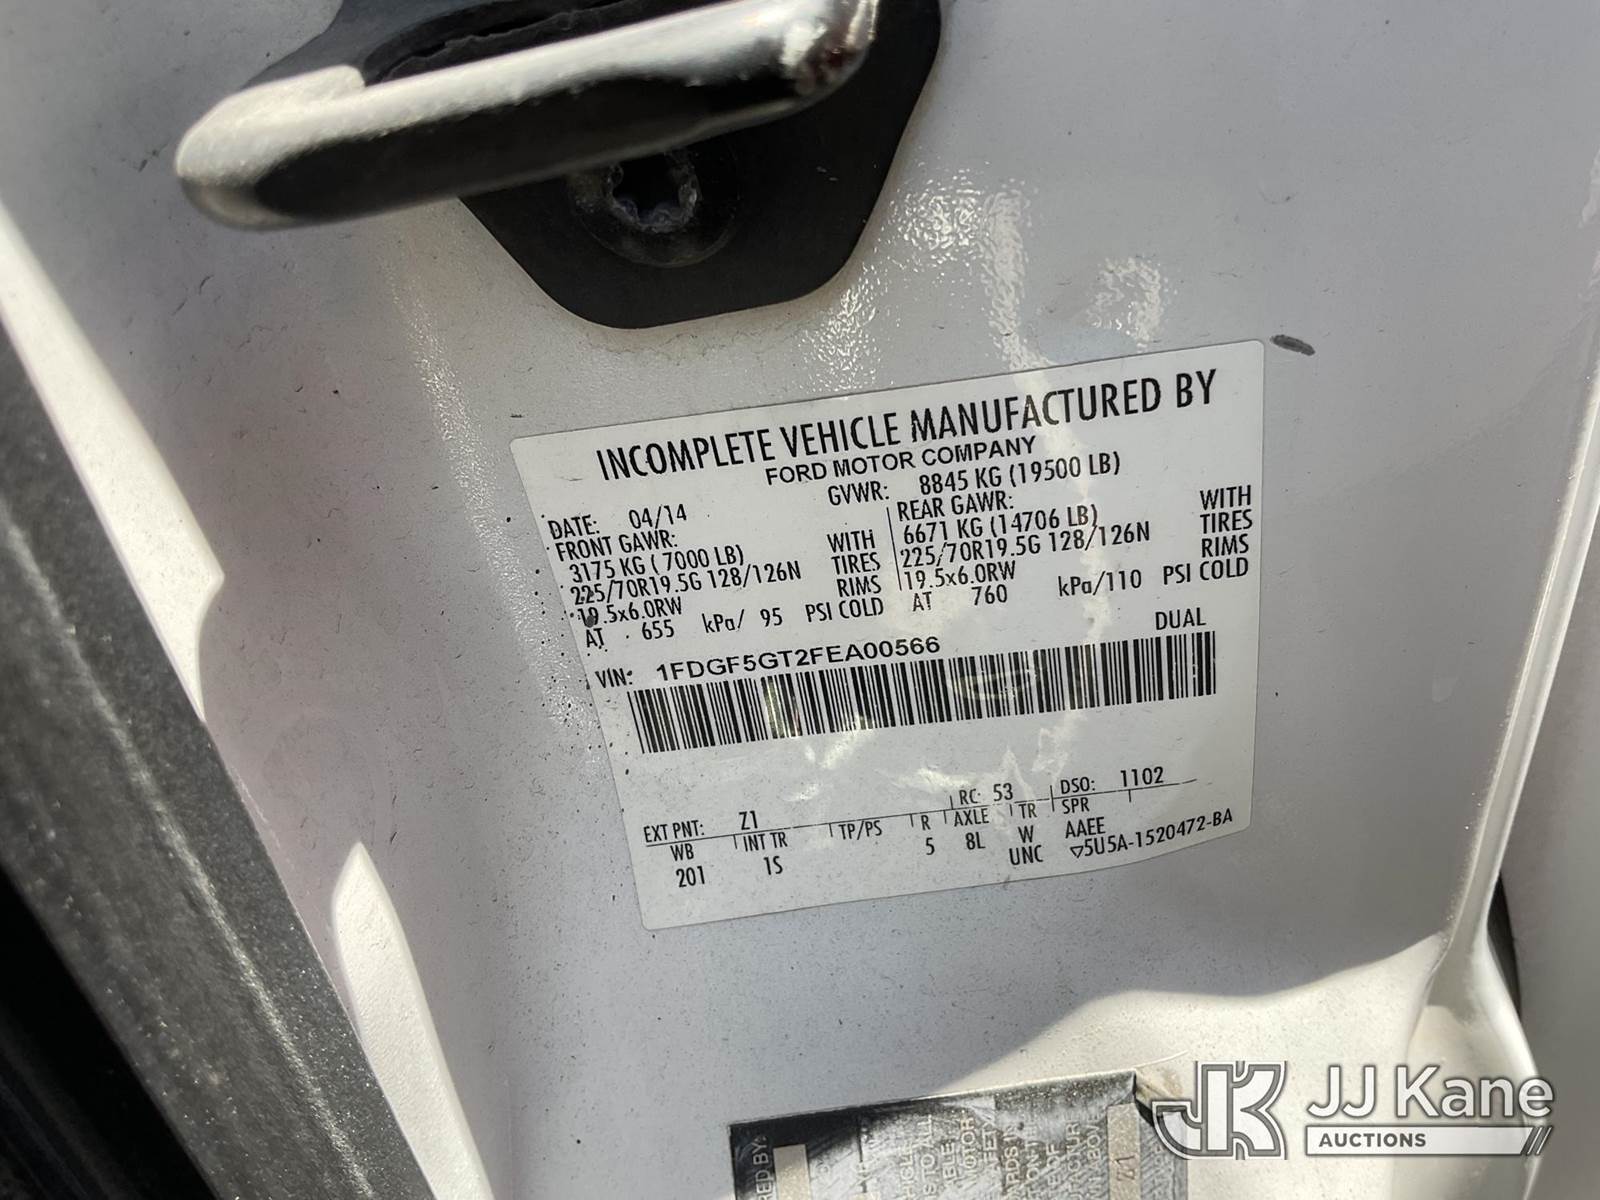 INCOMPLETE VEHICLE MANUFACTURED BY
FORD MOTOR COMPANY
GVWR: 8845 KG (19500 LB)
DATE: 04/14
FRONT GAWR:
3175 KG ( 7000 LB) WITH
225/70R19.5G 128/126N TIRES
19.5x6.0RW RIMS
AT 655 kPa/ 95 PSI COLD
REAR GAWR: WITH
6671 KG (14706 LB) TIRES
225/70R19.5G 128/126N RIMS
19.5x6.0RW
AT 760 kPa/110 PSI COLD
DUAL
VIN: 1FDGF5GT2FEA00566
EXT PNT: Z1 RC: 53 DSO: 1102
WB INT TR TP/PS R AXLE TR SPR
201 1S 5 8L W AAEE
UNC ▽5U5A-1520472-BA
JJ Kane
AUCTIONS